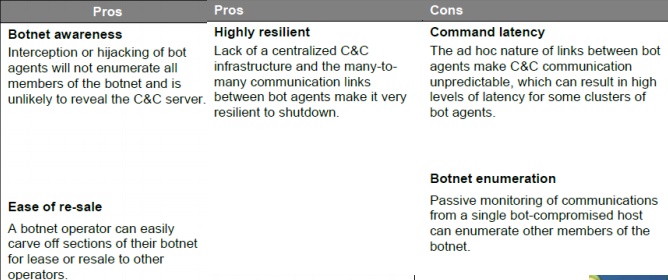 Pros
Botnet awareness
Interception or hijacking of bot
agents will not enumerate all
members of the botnet and is
unlikely to reveal the C&C server.
Ease of re-sale
A botnet operator can easily
carve off sections of their botnet
for lease or resale to other
operators.
Pros
Highly resilient
Lack of a centralized C&C
infrastructure and the many-to-
many communication links
between bot agents make it very
resilient to shutdown.
Cons
Command latency
The ad hoc nature of links between bot
agents make C&C communication
unpredictable, which can result in high
levels of latency for some clusters of
bot agents.
Botnet enumeration
Passive monitoring of communications
from a single bot-compromised host
can enumerate other members of the
botnet.